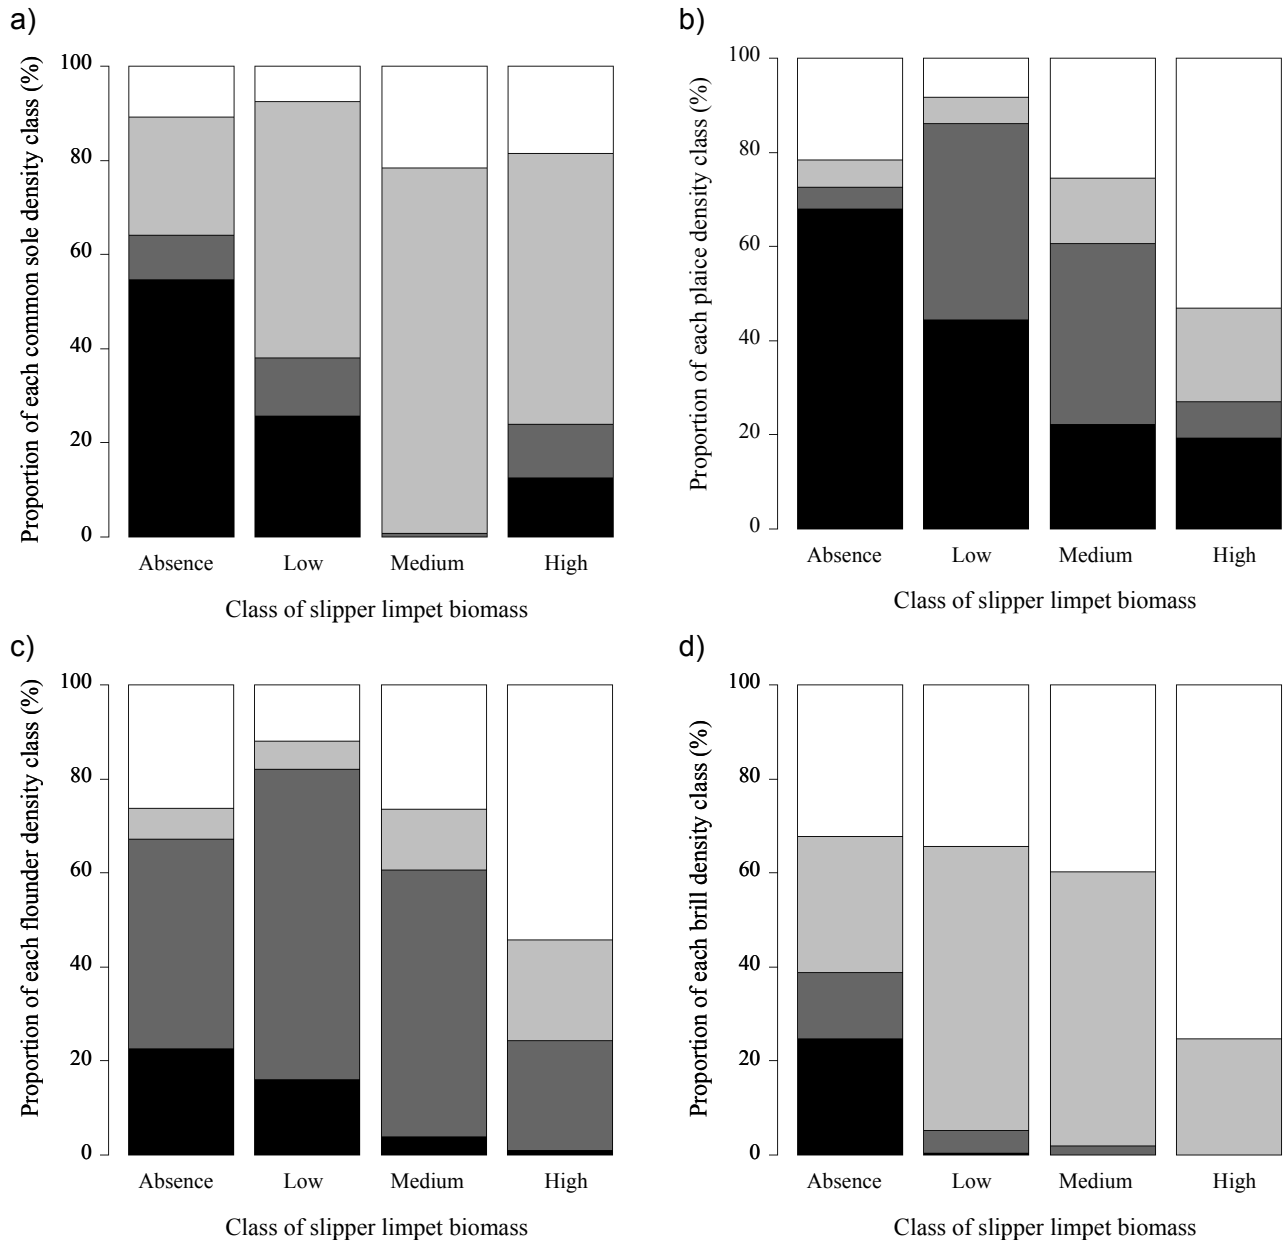 a)
Proportion of each common sole density class (%)
100
80
60
40
20
0
Absence Low Medium High
Class of slipper limpet biomass
b)
Proportion of each plaice density class (%)
100
80
60
40
20
0
Absence Low Medium High
Class of slipper limpet biomass
c)
Proportion of each flounder density class (%)
100
80
60
40
20
0
Absence Low Medium High
Class of slipper limpet biomass
d)
Proportion of each brill density class (%)
100
80
60
40
20
0
Absence Low Medium High
Class of slipper limpet biomass